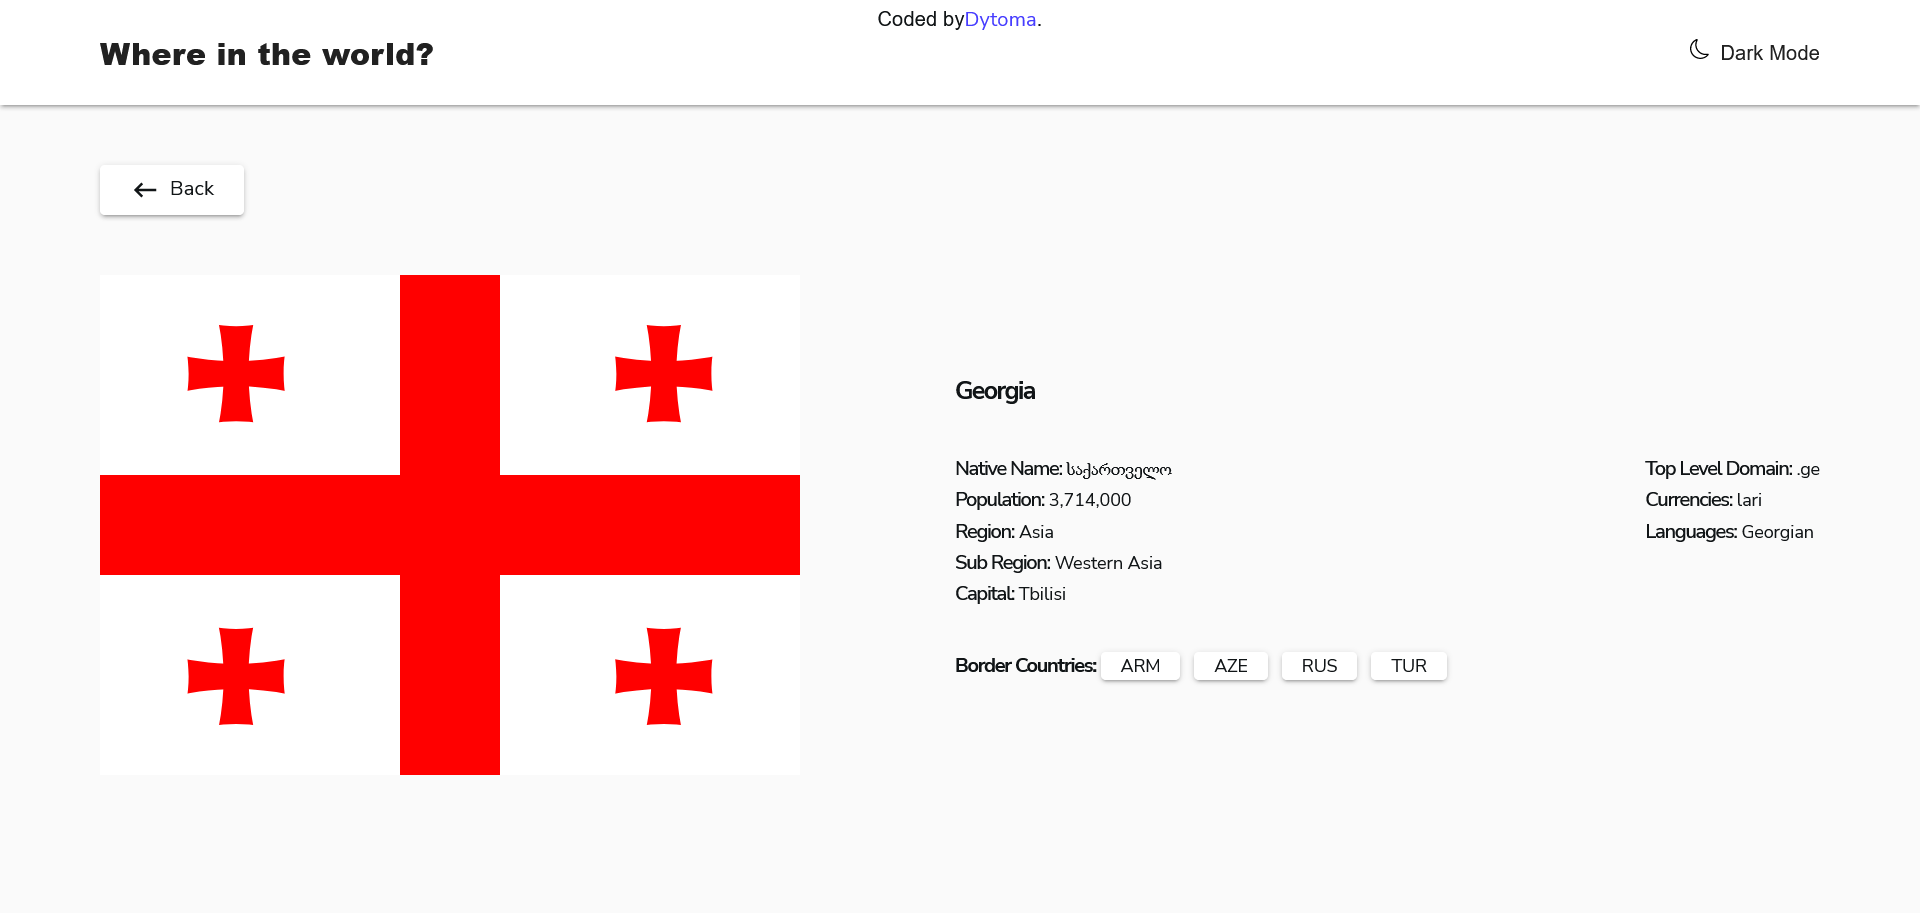 Coded byDytoma.
Where in the world?
Dark Mode
Back
Georgia
Native Name: საქართველო
Population: 3,714,000
Region: Asia
Sub Region: Western Asia
Capital: Tbilisi
Top Level Domain: .ge
Currencies: lari
Languages: Georgian
Border Countries: ARM AZE RUS TUR